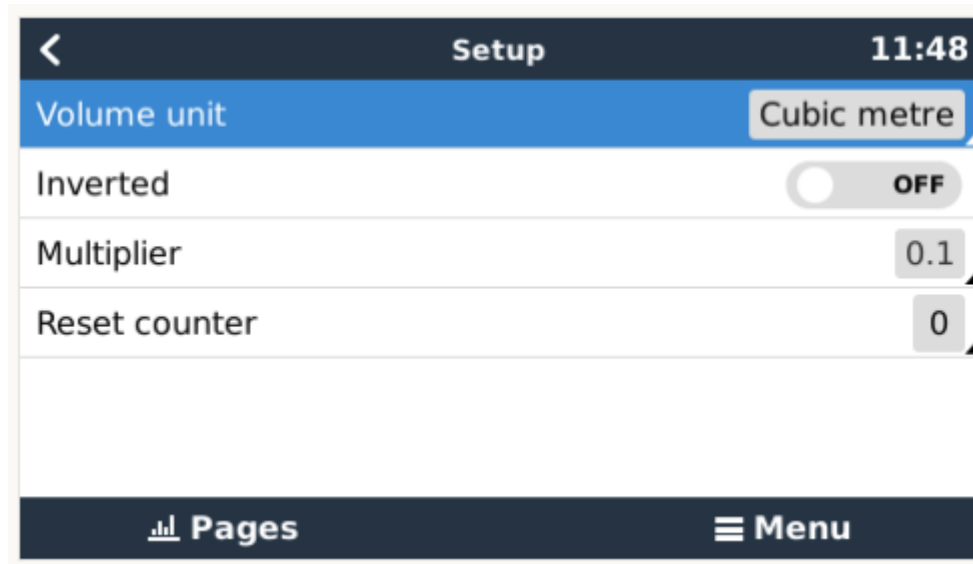 Setup 11:48
Volume unit Cubic metre
Inverted OFF
Multiplier 0.1
Reset counter 0
Pages Menu